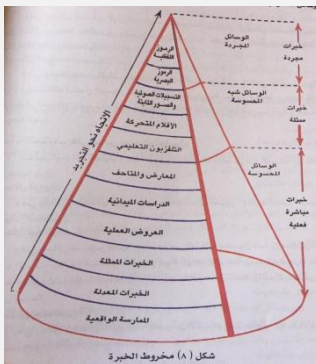 الرموز
اللفظية
الرموز
البصرية
التسجيلات الصوتية
والصور الثابتة
الأفلام المتحركة
التلفزيون التعليمي
المعارض والمتاحف
الدراسات الميدانية
العروض العملية
الخبرات الممثلة
الخبرات المعدلة
الممارسة الواقعية
الاتجاه نحو التجريد
الوسائل
المجردة
الوسائل شبه
المحسوسة
الوسائل
المحسوسة
خبرات
مجردة
خبرات
ممثلة
خبرات
مباشرة
فعلية
شكل (٨) مخروط الخبرة